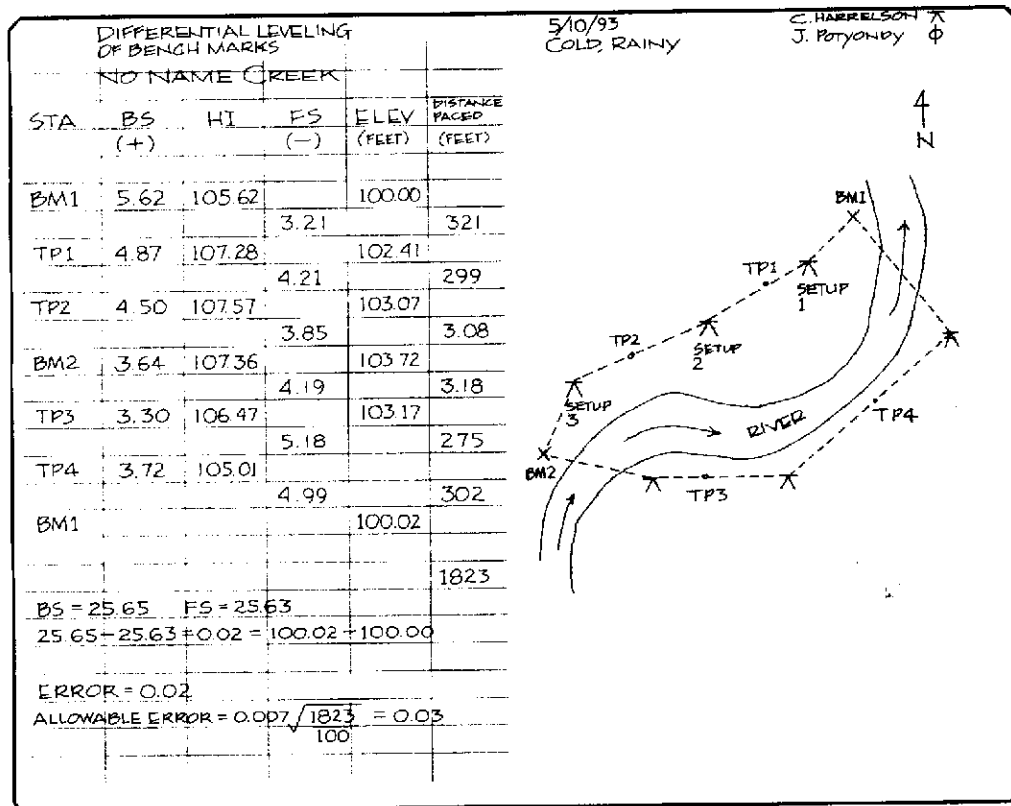 DIFFERENTIAL LEVELING
OF BENCH MARKS
NO NAME CREEK
5/10/93
COLD, RAINY
C. HARRELSON
J. POTYONDY ϕ
STA BS HI FS ELEV DISTANCE PACED
(+) (−) (FEET) (FEET)
BM1 5.62 105.62 100.00
3.21 321
TP1 4.87 107.28 102.41
4.21 299
TP2 4.50 107.57 103.07
3.85 3.08
BM2 3.64 107.36 103.72
4.19 3.18
TP3 3.30 106.47 103.17
5.18 275
TP4 3.72 105.01
4.99 302
BM1 100.02
1823
BS = 25.65 FS = 25.63
25.65 − 25.63 = 0.02 = 100.02 − 100.00
ERROR = 0.02
ALLOWABLE ERROR = 0.007 √1823/100 = 0.03
N
BM1
TP1
SETUP
1
TP2
SETUP
2
SETUP
3
RIVER
TP4
BM2
TP3